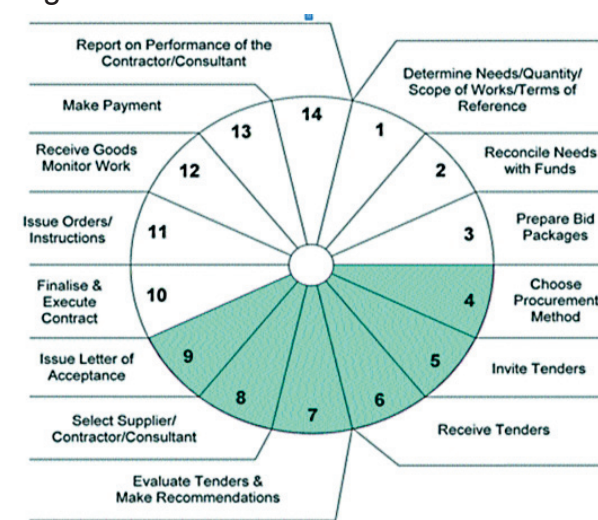 Report on Performance of the
Contractor/Consultant
Determine Needs/Quantity/
Scope of Works/Terms of
Reference
Make Payment
Reconcile Needs
with Funds
Receive Goods
Monitor Work
Prepare Bid
Packages
Issue Orders/
Instructions
Choose
Procurement
Method
Finalise &
Execute
Contract
Invite Tenders
Issue Letter of
Acceptance
Receive Tenders
Select Supplier/
Contractor/Consultant
Evaluate Tenders &
Make Recommendations
1
2
3
4
5
6
7
8
9
10
11
12
13
14